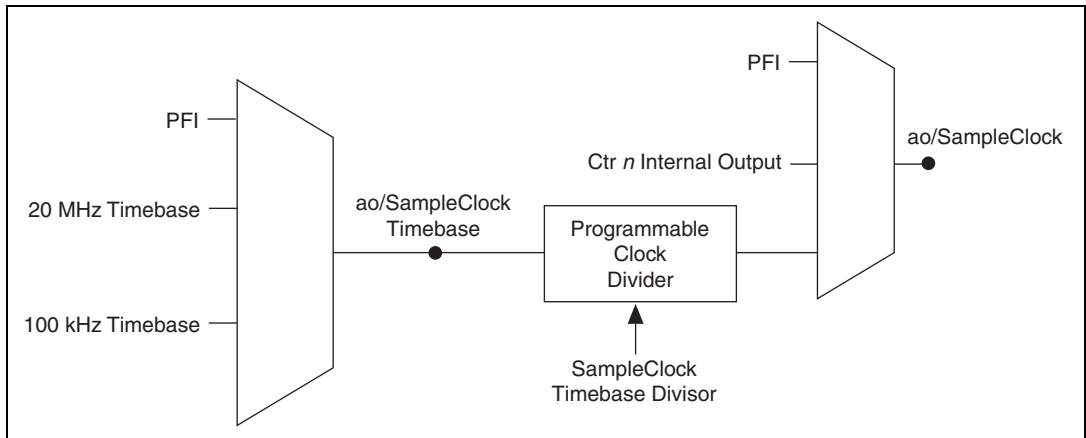 PFI
20 MHz Timebase
100 kHz Timebase
ao/SampleClock
Timebase
Programmable
Clock
Divider
SampleClock
Timebase Divisor
PFI
Ctr n Internal Output
ao/SampleClock